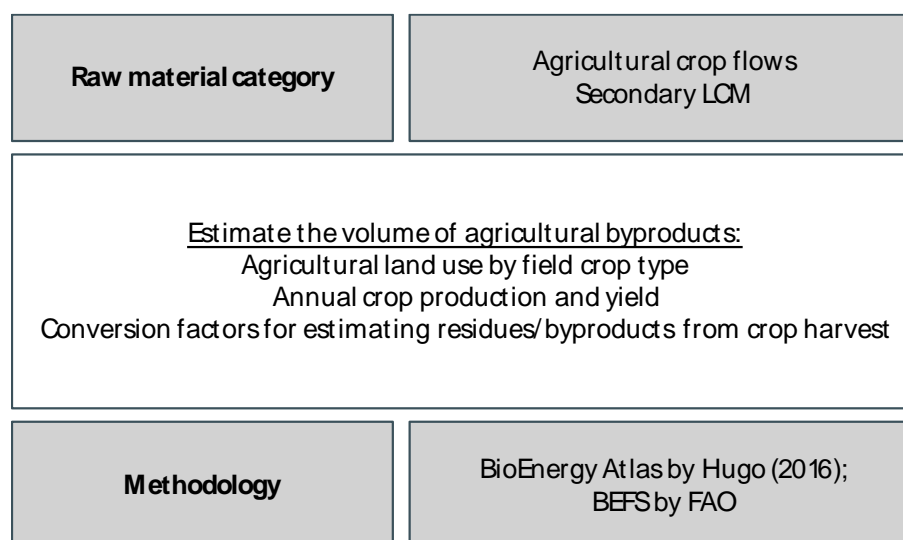 Raw material category
Agricultural crop flows
Secondary LCM
Estimate the volume of agricultural byproducts:
Agricultural land use by field crop type
Annual crop production and yield
Conversion factors for estimating residues/byproducts from crop harvest
Methodology
BioEnergy Atlas by Hugo (2016);
BEFS by FAO